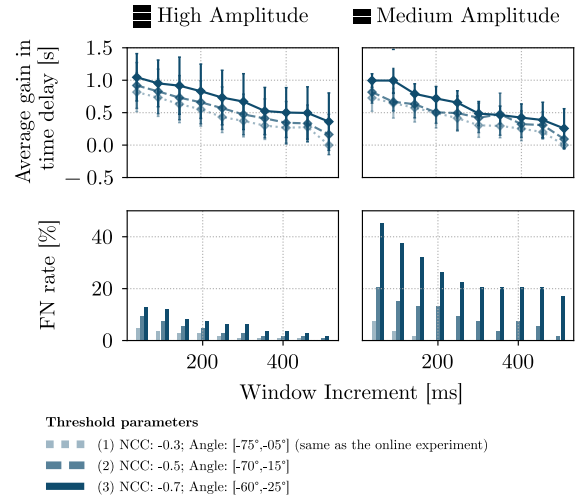 High Amplitude
Medium Amplitude
Average gain in
time delay [s]
1.5
1.0
0.5
0.0
−0.5
FN rate [%]
40
20
0
200
400
200
400
Window Increment [ms]
Threshold parameters
(1) NCC: -0.3; Angle: [-75°,-05°] (same as the online experiment)
(2) NCC: -0.5; Angle: [-70°,-15°]
(3) NCC: -0.7; Angle: [-60°,-25°]